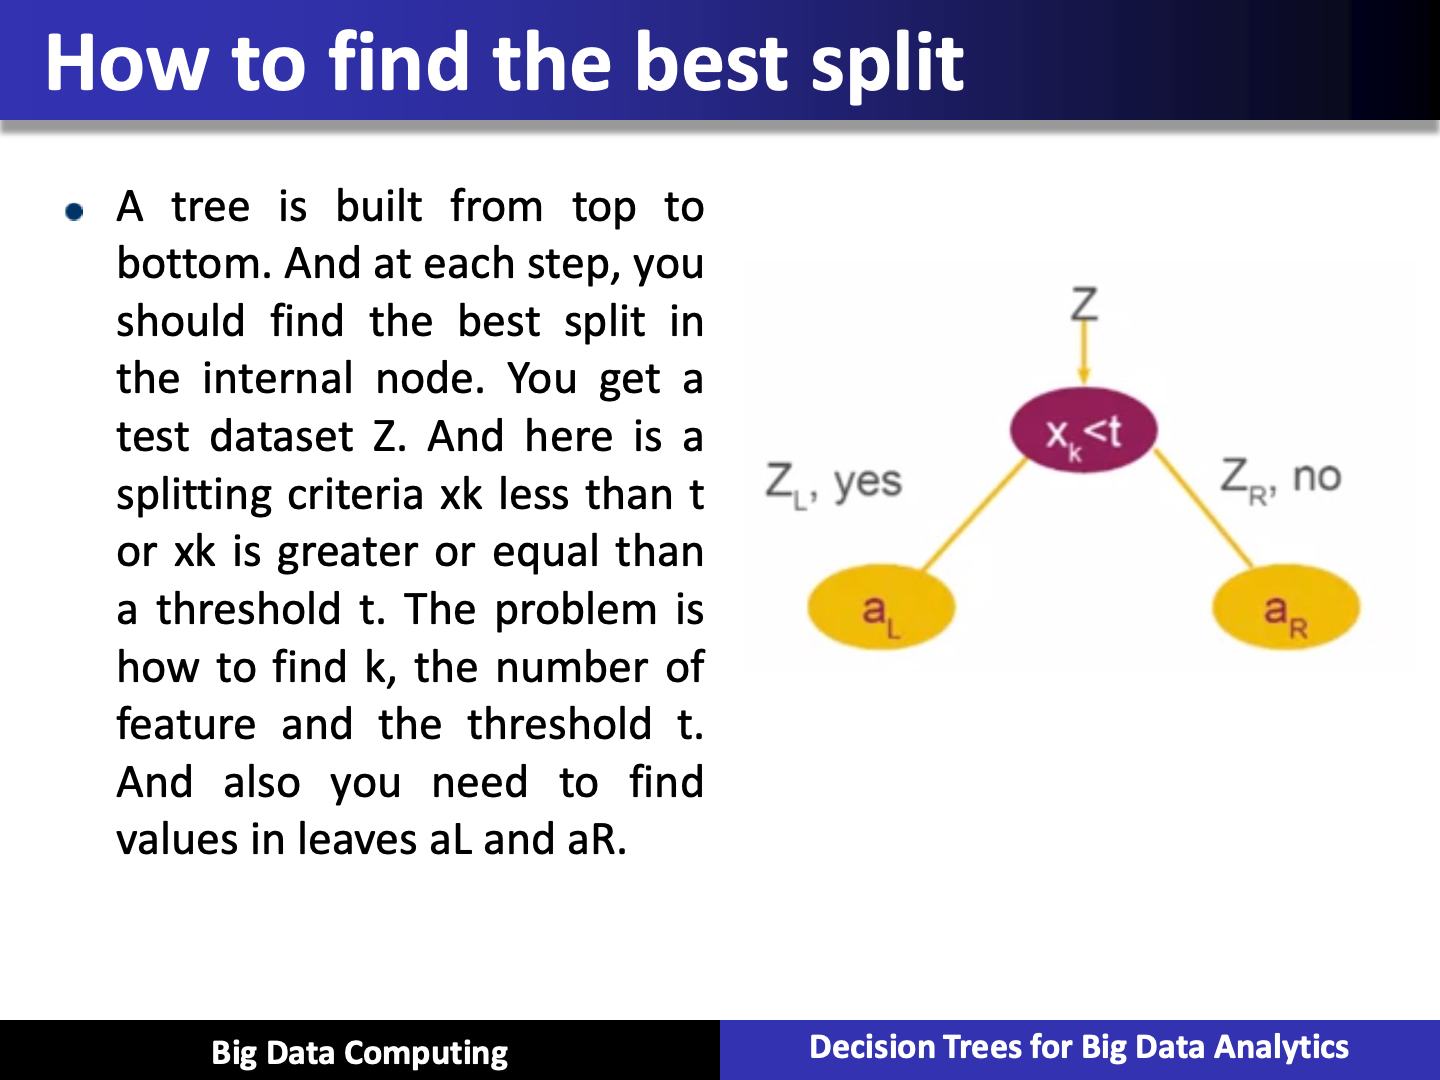 How to find the best split
A tree is built from top to
bottom. And at each step, you
should find the best split in
the internal node. You get a
test dataset Z. And here is a
splitting criteria xk less than t
or xk is greater or equal than
a threshold t. The problem is
how to find k, the number of
feature and the threshold t.
And also you need to find
values in leaves aL and aR.
Z
x_k<t
Z_L, yes
Z_R, no
a_L
a_R
Big Data Computing
Decision Trees for Big Data Analytics